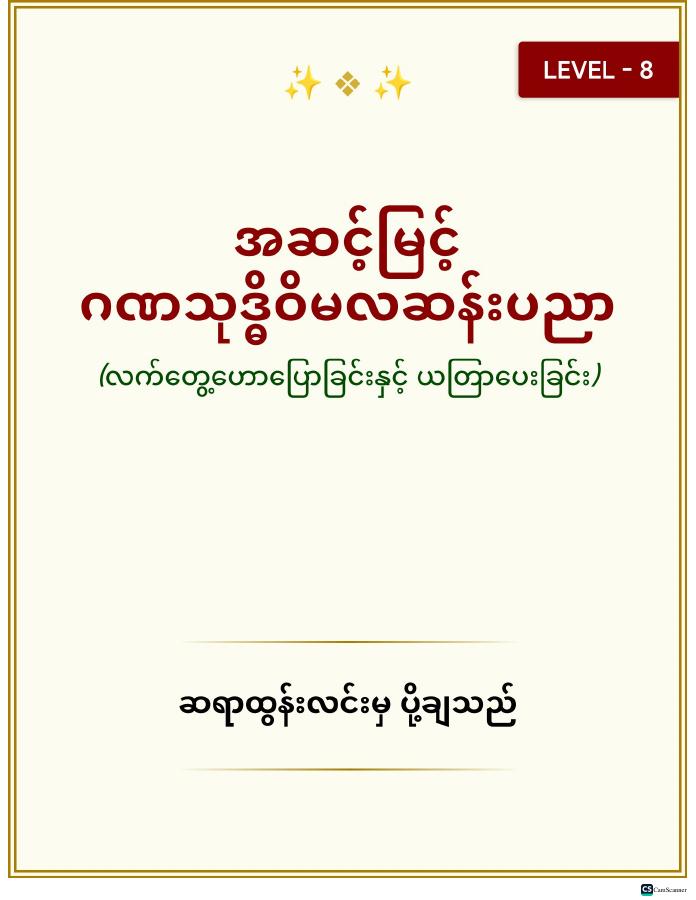 LEVEL - 8
အဆင့်မြင့်
ဂဏသုဒ္ဓိဝိမလဆန်းပညာ
(လက်တွေ့ဟောပြောခြင်းနှင့် ယတြာပေးခြင်း)
ဆရာထွန်းလင်းမှ ပို့ချသည်
CS CamScanner